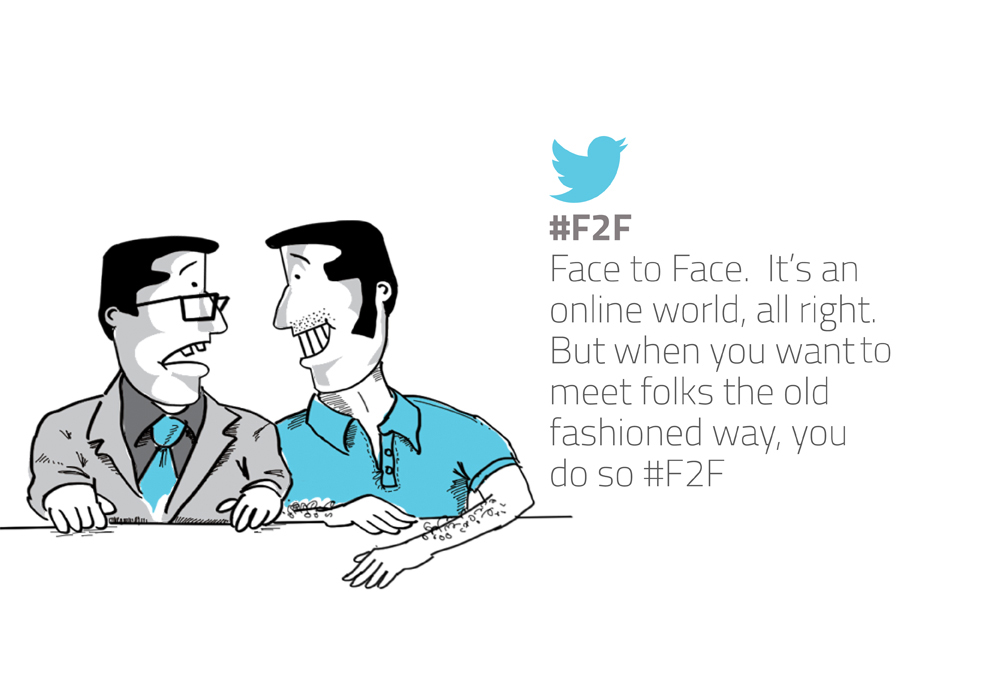 #F2F
Face to Face.  It's an
online world, all right.
But when you want to
meet folks the old
fashioned way, you
do so #F2F